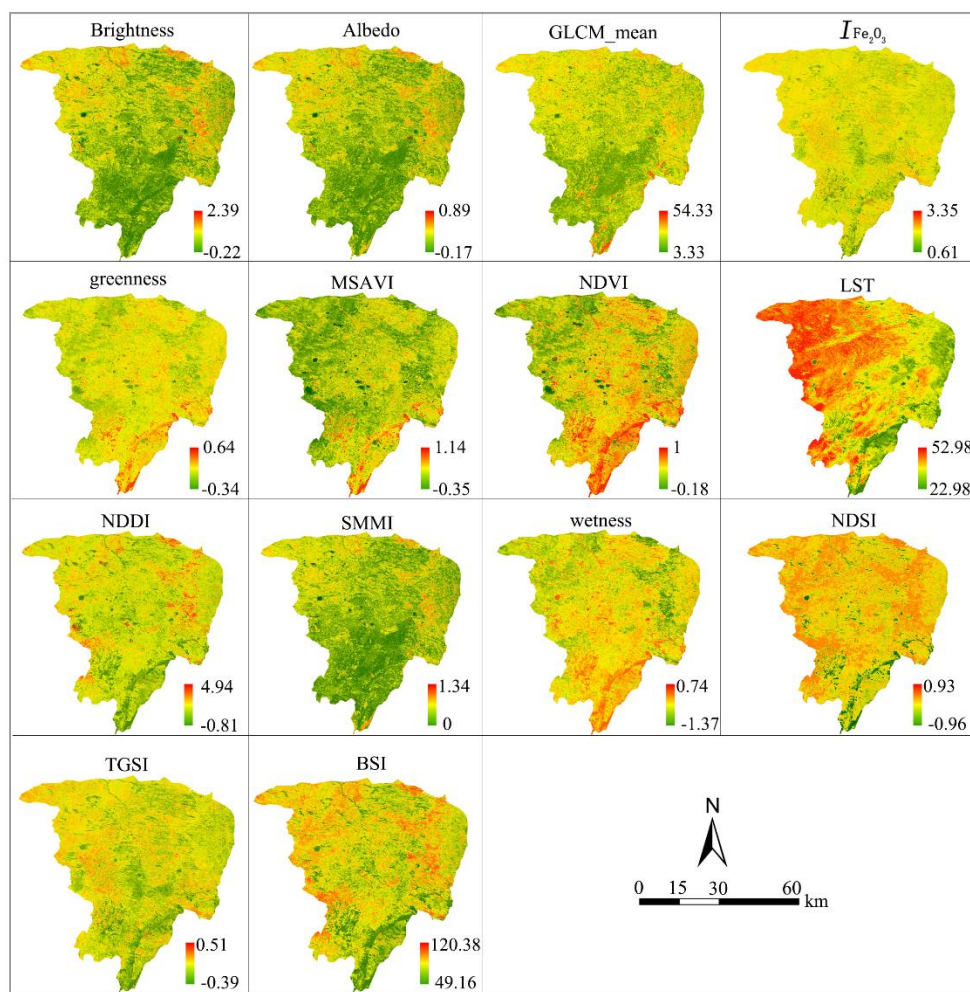 Brightness
2.39
-0.22
Albedo
0.89
-0.17
GLCM_mean
54.33
3.33
I Fe₂O₃
3.35
0.61
greenness
0.64
-0.34
MSAVI
1.14
-0.35
NDVI
1
-0.18
LST
52.98
22.98
NDDI
4.94
-0.81
SMMI
1.34
0
wetness
0.74
-1.37
NDSI
0.93
-0.96
TGSI
0.51
-0.39
BSI
120.38
49.16
N
0 15 30 60
km